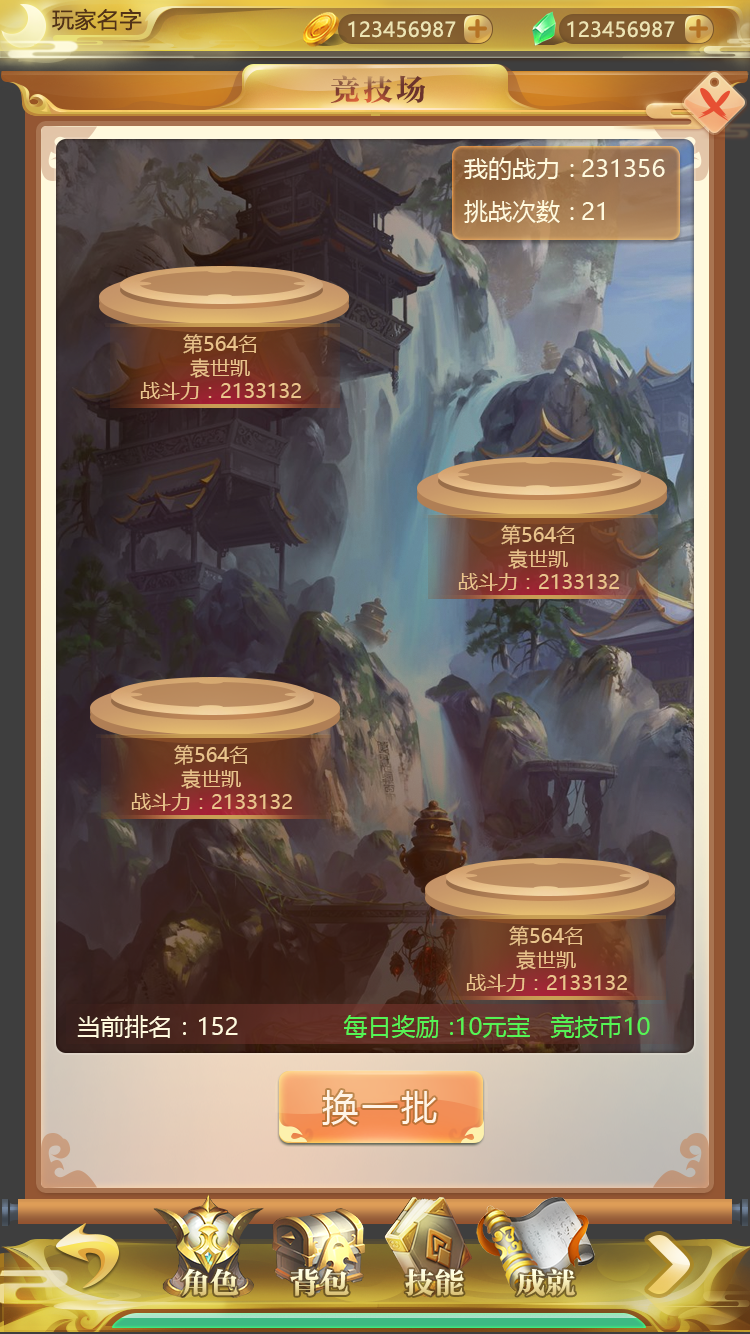 玩家名字
123456987
123456987
竞技场
我的战力：231356
挑战次数：21
第564名
袁世凯
战斗力：2133132
第564名
袁世凯
战斗力：2133132
第564名
袁世凯
战斗力：2133132
第564名
袁世凯
战斗力：2133132
当前排名：152
每日奖励：10元宝 竞技币10
换一批
角色
背包
技能
成就